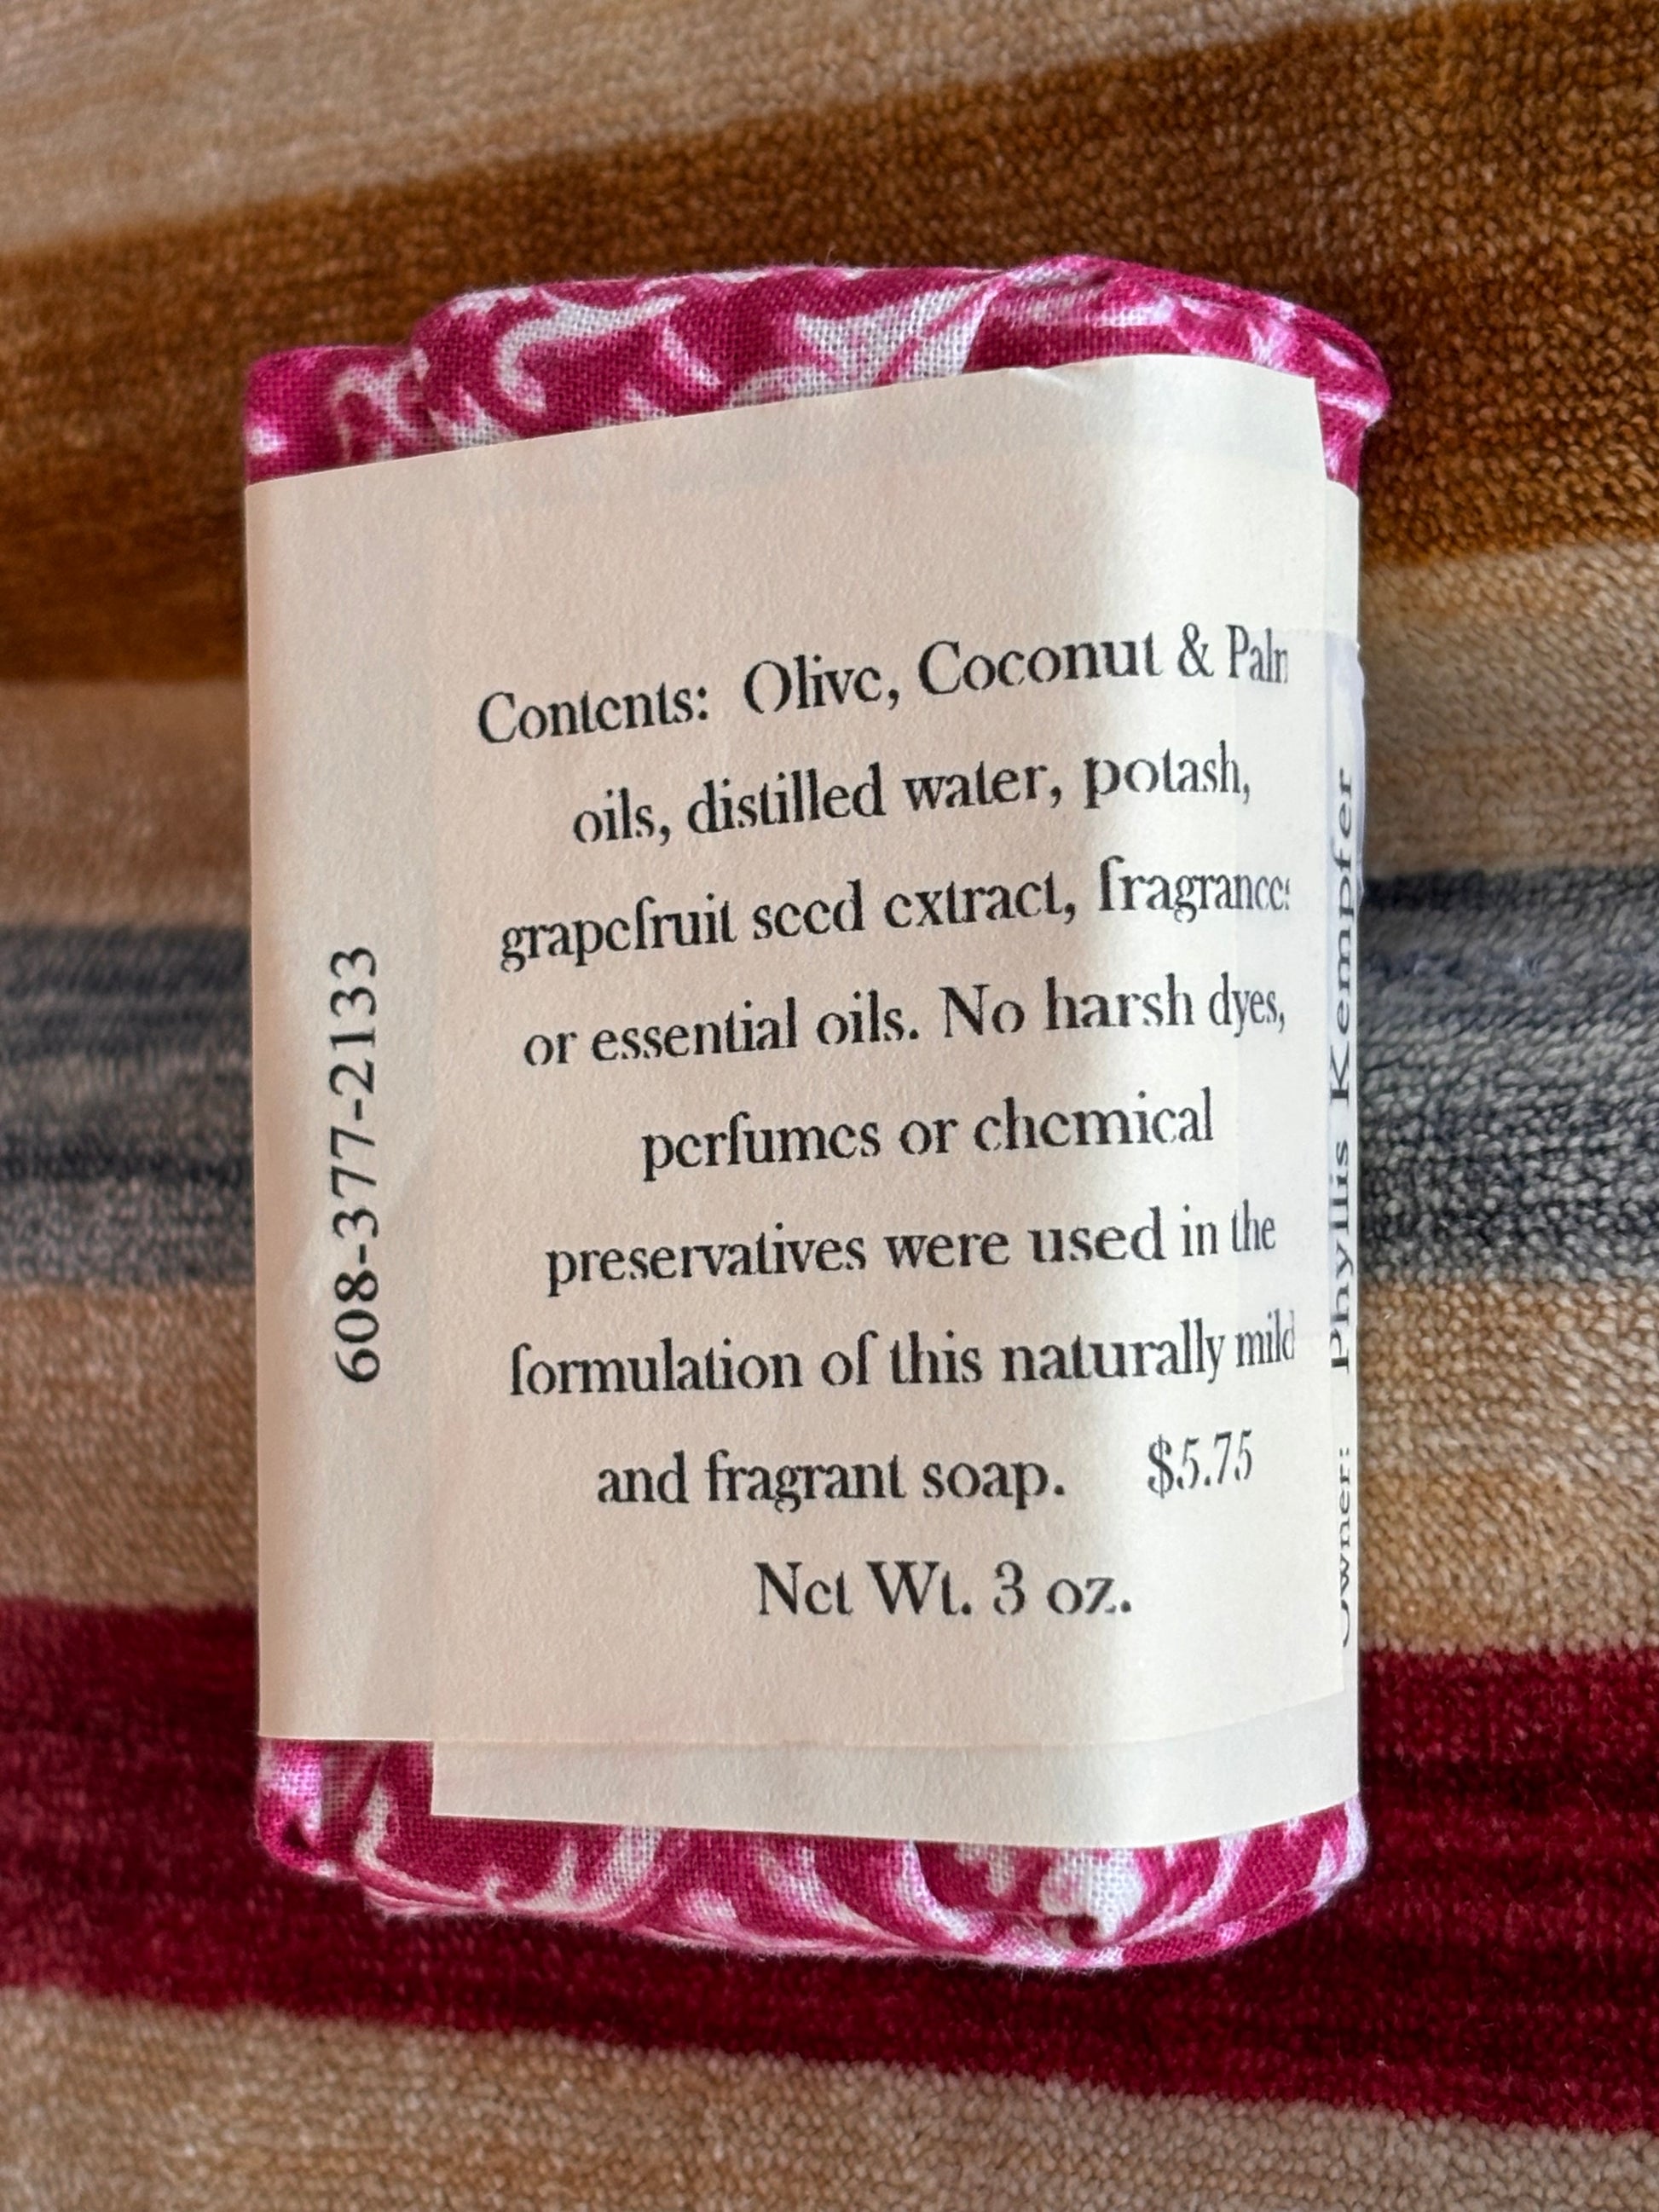 608-377-2133
Contents: Olive, Coconut & Palm
oils, distilled water, potash,
grapefruit seed extract, fragrances
or essential oils. No harsh dyes,
perfumes or chemical
preservatives were used in the
formulation of this naturally mild
and fragrant soap. $5.75
Net Wt. 3 oz.
Owner: Phyllis Kempfer